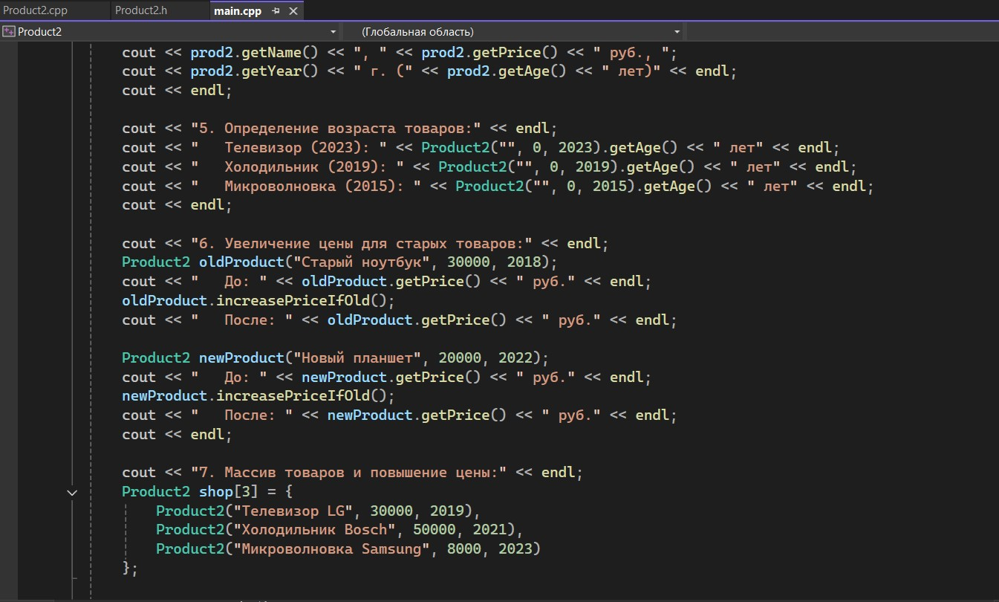 Product2.cpp Product2.h main.cpp
Product2 (Глобальная область)
cout << prod2.getName() << ", " << prod2.getPrice() << " руб., ";
cout << prod2.getYear() << " г. (" << prod2.getAge() << " лет)" << endl;
cout << endl;
cout << "5. Определение возраста товаров:" << endl;
cout << "   Телевизор (2023): " << Product2("", 0, 2023).getAge() << " лет" << endl;
cout << "   Холодильник (2019): " << Product2("", 0, 2019).getAge() << " лет" << endl;
cout << "   Микроволновка (2015): " << Product2("", 0, 2015).getAge() << " лет" << endl;
cout << endl;
cout << "6. Увеличение цены для старых товаров:" << endl;
Product2 oldProduct("Старый ноутбук", 30000, 2018);
cout << "   До: " << oldProduct.getPrice() << " руб." << endl;
oldProduct.increasePriceIfOld();
cout << "   После: " << oldProduct.getPrice() << " руб." << endl;
Product2 newProduct("Новый планшет", 20000, 2022);
cout << "   До: " << newProduct.getPrice() << " руб." << endl;
newProduct.increasePriceIfOld();
cout << "   После: " << newProduct.getPrice() << " руб." << endl;
cout << endl;
cout << "7. Массив товаров и повышение цены:" << endl;
Product2 shop[3] = {
Product2("Телевизор LG", 30000, 2019),
Product2("Холодильник Bosch", 50000, 2021),
Product2("Микроволновка Samsung", 8000, 2023)
};